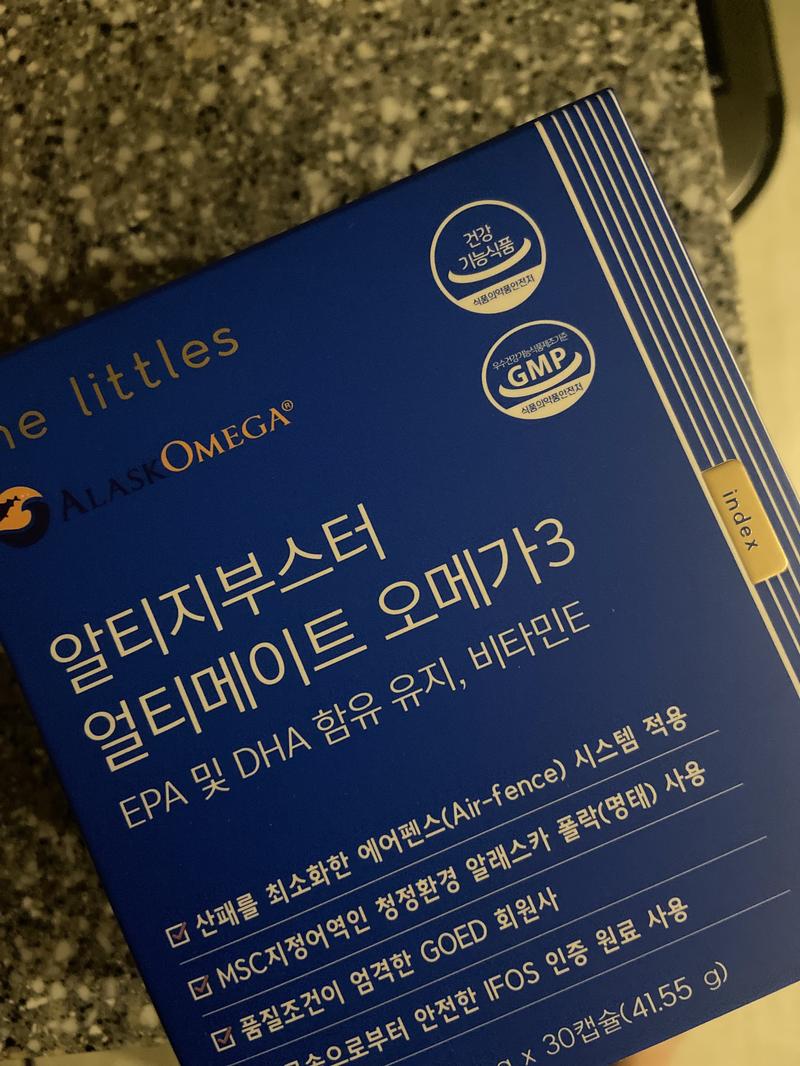 건강
기능식품
식품의약품안전처
우수건강기능식품제조기준
GMP
식품의약품안전처
littles
ALASKOMEGA®
index
알티지부스터
얼티메이트 오메가3
EPA 및 DHA 함유 유지, 비타민E
산패를 최소화한 에어펜스(Air-fence) 시스템 적용
MSC지정어역인 청정환경 알래스카 폴락(명태) 사용
품질조건이 엄격한 GOED 회원사
으로부터 안전한 IFOS 인증 원료 사용
g x 30캡슐(41.55 g)